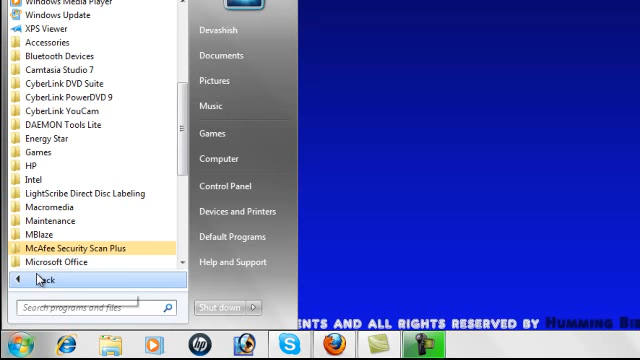 Windows Media Player
Windows Update
XPS Viewer
Accessories
Bluetooth Devices
Camtasia Studio 7
CyberLink DVD Suite
CyberLink PowerDVD 9
CyberLink YouCam
DAEMON Tools Lite
Energy Star
Games
HP
Intel
LightScribe Direct Disc Labeling
Macromedia
Maintenance
MBlaze
McAfee Security Scan Plus
Microsoft Office
Back
Search programs and files
Devashish
Documents
Pictures
Music
Games
Computer
Control Panel
Devices and Printers
Default Programs
Help and Support
Shut down
NTS AND ALL RIGHTS RESERVED BY HUMMING BI
hp